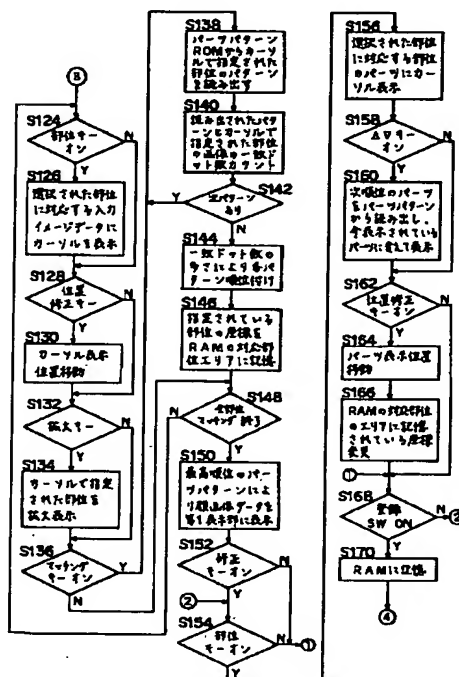 B
S124
部位キー
オン
N
Y
S126
選択された部位
に対応する入力
イメージデータに
カーソルを表示
S128
位置
修正キー
N
Y
S130
カーソル表示
位置移動
S132
拡大キー
N
Y
S134
カーソルで指定
された部位を
拡大表示
S136
マッチング
キーオン
Y
N
S138
パーツパターン
ROMからカーソ
ルで指定された
部位のパターン
を読み出す
S140
読み出されたパターン
とカーソルで
指定された部位
の画像の一致ド
ット数カウント
S142
Y
パターン
あり
N
S144
一致ドット数の
多さにより各パ
ターン順位付け
S146
指定されている
部位の座標を
RAMの対応部位
エリアに記憶
S148
N
全部位
マッチング終了
Y
S150
最高順位のパー
ツパターンによ
り顔画像データ
を表示部に表示
S152
修正
キーオン
N
Y
②
S154
部位
キーオン
N
①
Y
S156
選択された部位
に対応する部位
のパーツにカー
ソル表示
S158
△▽キー
オン
N
Y
S160
次順位のパーツ
をパーツパターン
から読み出し、
今表示されている
パーツに変えて表示
S162
位置修正
キーオン
N
Y
S164
パーツ表示位置
移動
S166
RAMの対応部位
のエリアに記憶
されている座標
変更
①
S168
登録
SW ON
N
②
Y
S170
RAMに記憶
④